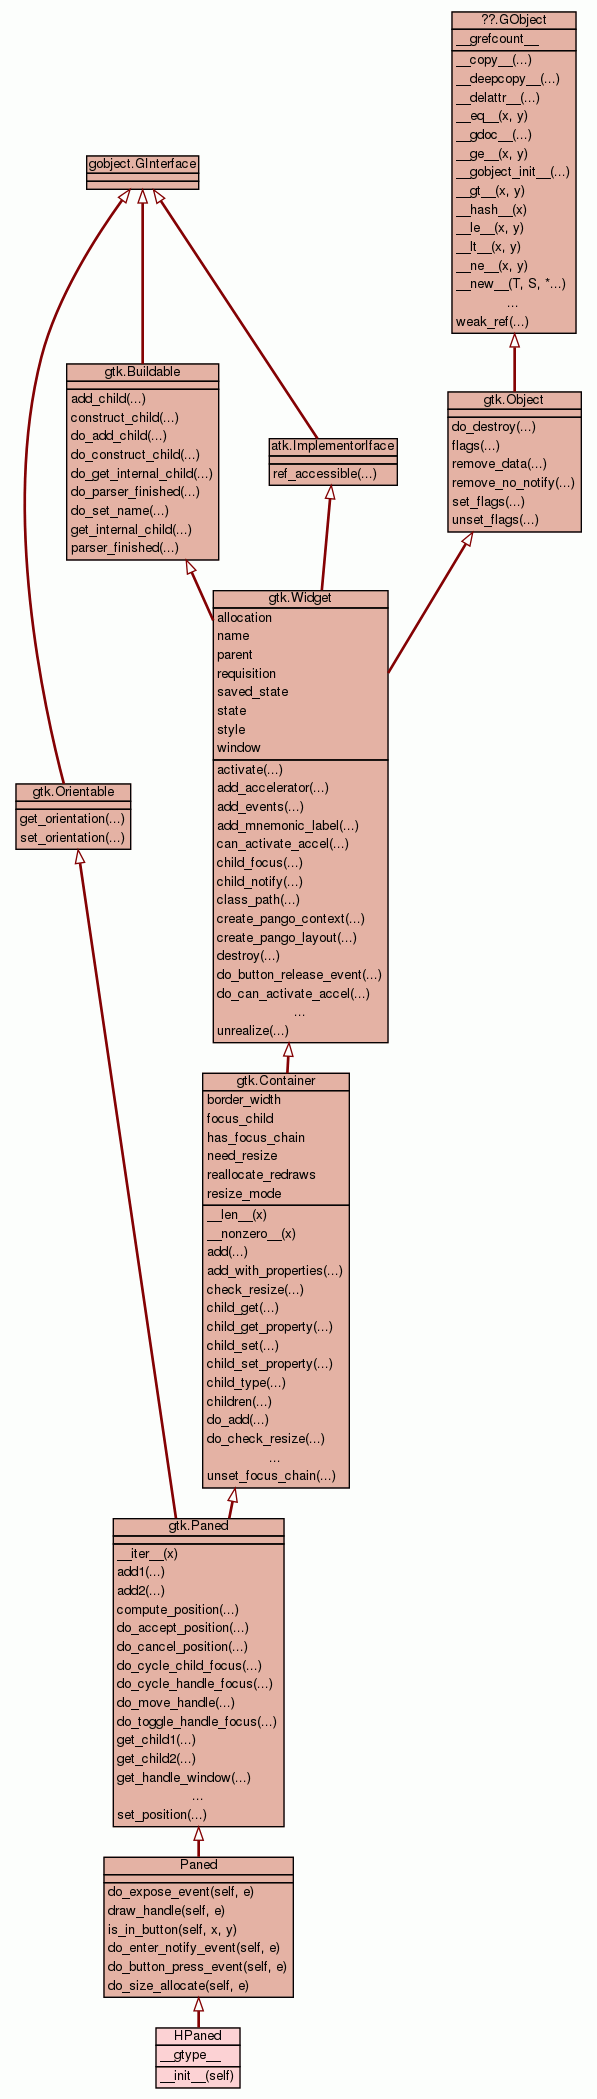 ??.GObject
__grefcount__
__copy__(...)
__deepcopy__(...)
__delattr__(...)
__eq__(x, y)
__gdoc__(...)
__ge__(x, y)
__gobject_init__(...)
__gt__(x, y)
__hash__(x)
__le__(x, y)
__lt__(x, y)
__ne__(x, y)
__new__(T, S, *...)
...
weak_ref(...)
gobject.GInterface
gtk.Buildable
add_child(...)
construct_child(...)
do_add_child(...)
do_construct_child(...)
do_get_internal_child(...)
do_parser_finished(...)
do_set_name(...)
get_internal_child(...)
parser_finished(...)
atk.ImplementorIface
ref_accessible(...)
gtk.Object
do_destroy(...)
flags(...)
remove_data(...)
remove_no_notify(...)
set_flags(...)
unset_flags(...)
gtk.Widget
allocation
name
parent
requisition
saved_state
state
style
window
activate(...)
add_accelerator(...)
add_events(...)
add_mnemonic_label(...)
can_activate_accel(...)
child_focus(...)
child_notify(...)
class_path(...)
create_pango_context(...)
create_pango_layout(...)
destroy(...)
do_button_release_event(...)
do_can_activate_accel(...)
...
unrealize(...)
gtk.Orientable
get_orientation(...)
set_orientation(...)
gtk.Container
border_width
focus_child
has_focus_chain
need_resize
reallocate_redraws
resize_mode
__len__(x)
__nonzero__(x)
add(...)
add_with_properties(...)
check_resize(...)
child_get(...)
child_get_property(...)
child_set(...)
child_set_property(...)
child_type(...)
children(...)
do_add(...)
do_check_resize(...)
...
unset_focus_chain(...)
gtk.Paned
__iter__(x)
add1(...)
add2(...)
compute_position(...)
do_accept_position(...)
do_cancel_position(...)
do_cycle_child_focus(...)
do_cycle_handle_focus(...)
do_move_handle(...)
do_toggle_handle_focus(...)
get_child1(...)
get_child2(...)
get_handle_window(...)
...
set_position(...)
Paned
do_expose_event(self, e)
draw_handle(self, e)
is_in_button(self, x, y)
do_enter_notify_event(self, e)
do_button_press_event(self, e)
do_size_allocate(self, e)
HPaned
__gtype__
__init__(self)